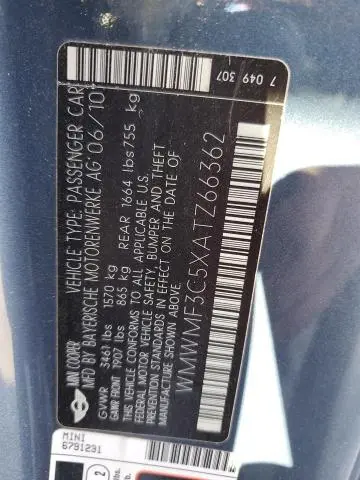 MINI COOPER
VEHICLE TYPE: PASSENGER CAR
MFD BY BAYERISCHE MOTORENWERKE AG 06/10
GVWR 3461 lbs 1570 kg
GAWR FRONT 1907 lbs 865 kg REAR 1664 lbs 755 kg
THIS VEHICLE CONFORMS TO ALL APPLICABLE U.S.
FEDERAL MOTOR VEHICLE SAFETY, BUMPER AND THEFT
PREVENTION STANDARDS IN EFFECT ON THE DATE OF
MANUFACTURE SHOWN ABOVE.
WMWMF3C5XATZ66362
7 049 307
MINI
6791231
2
lbs.